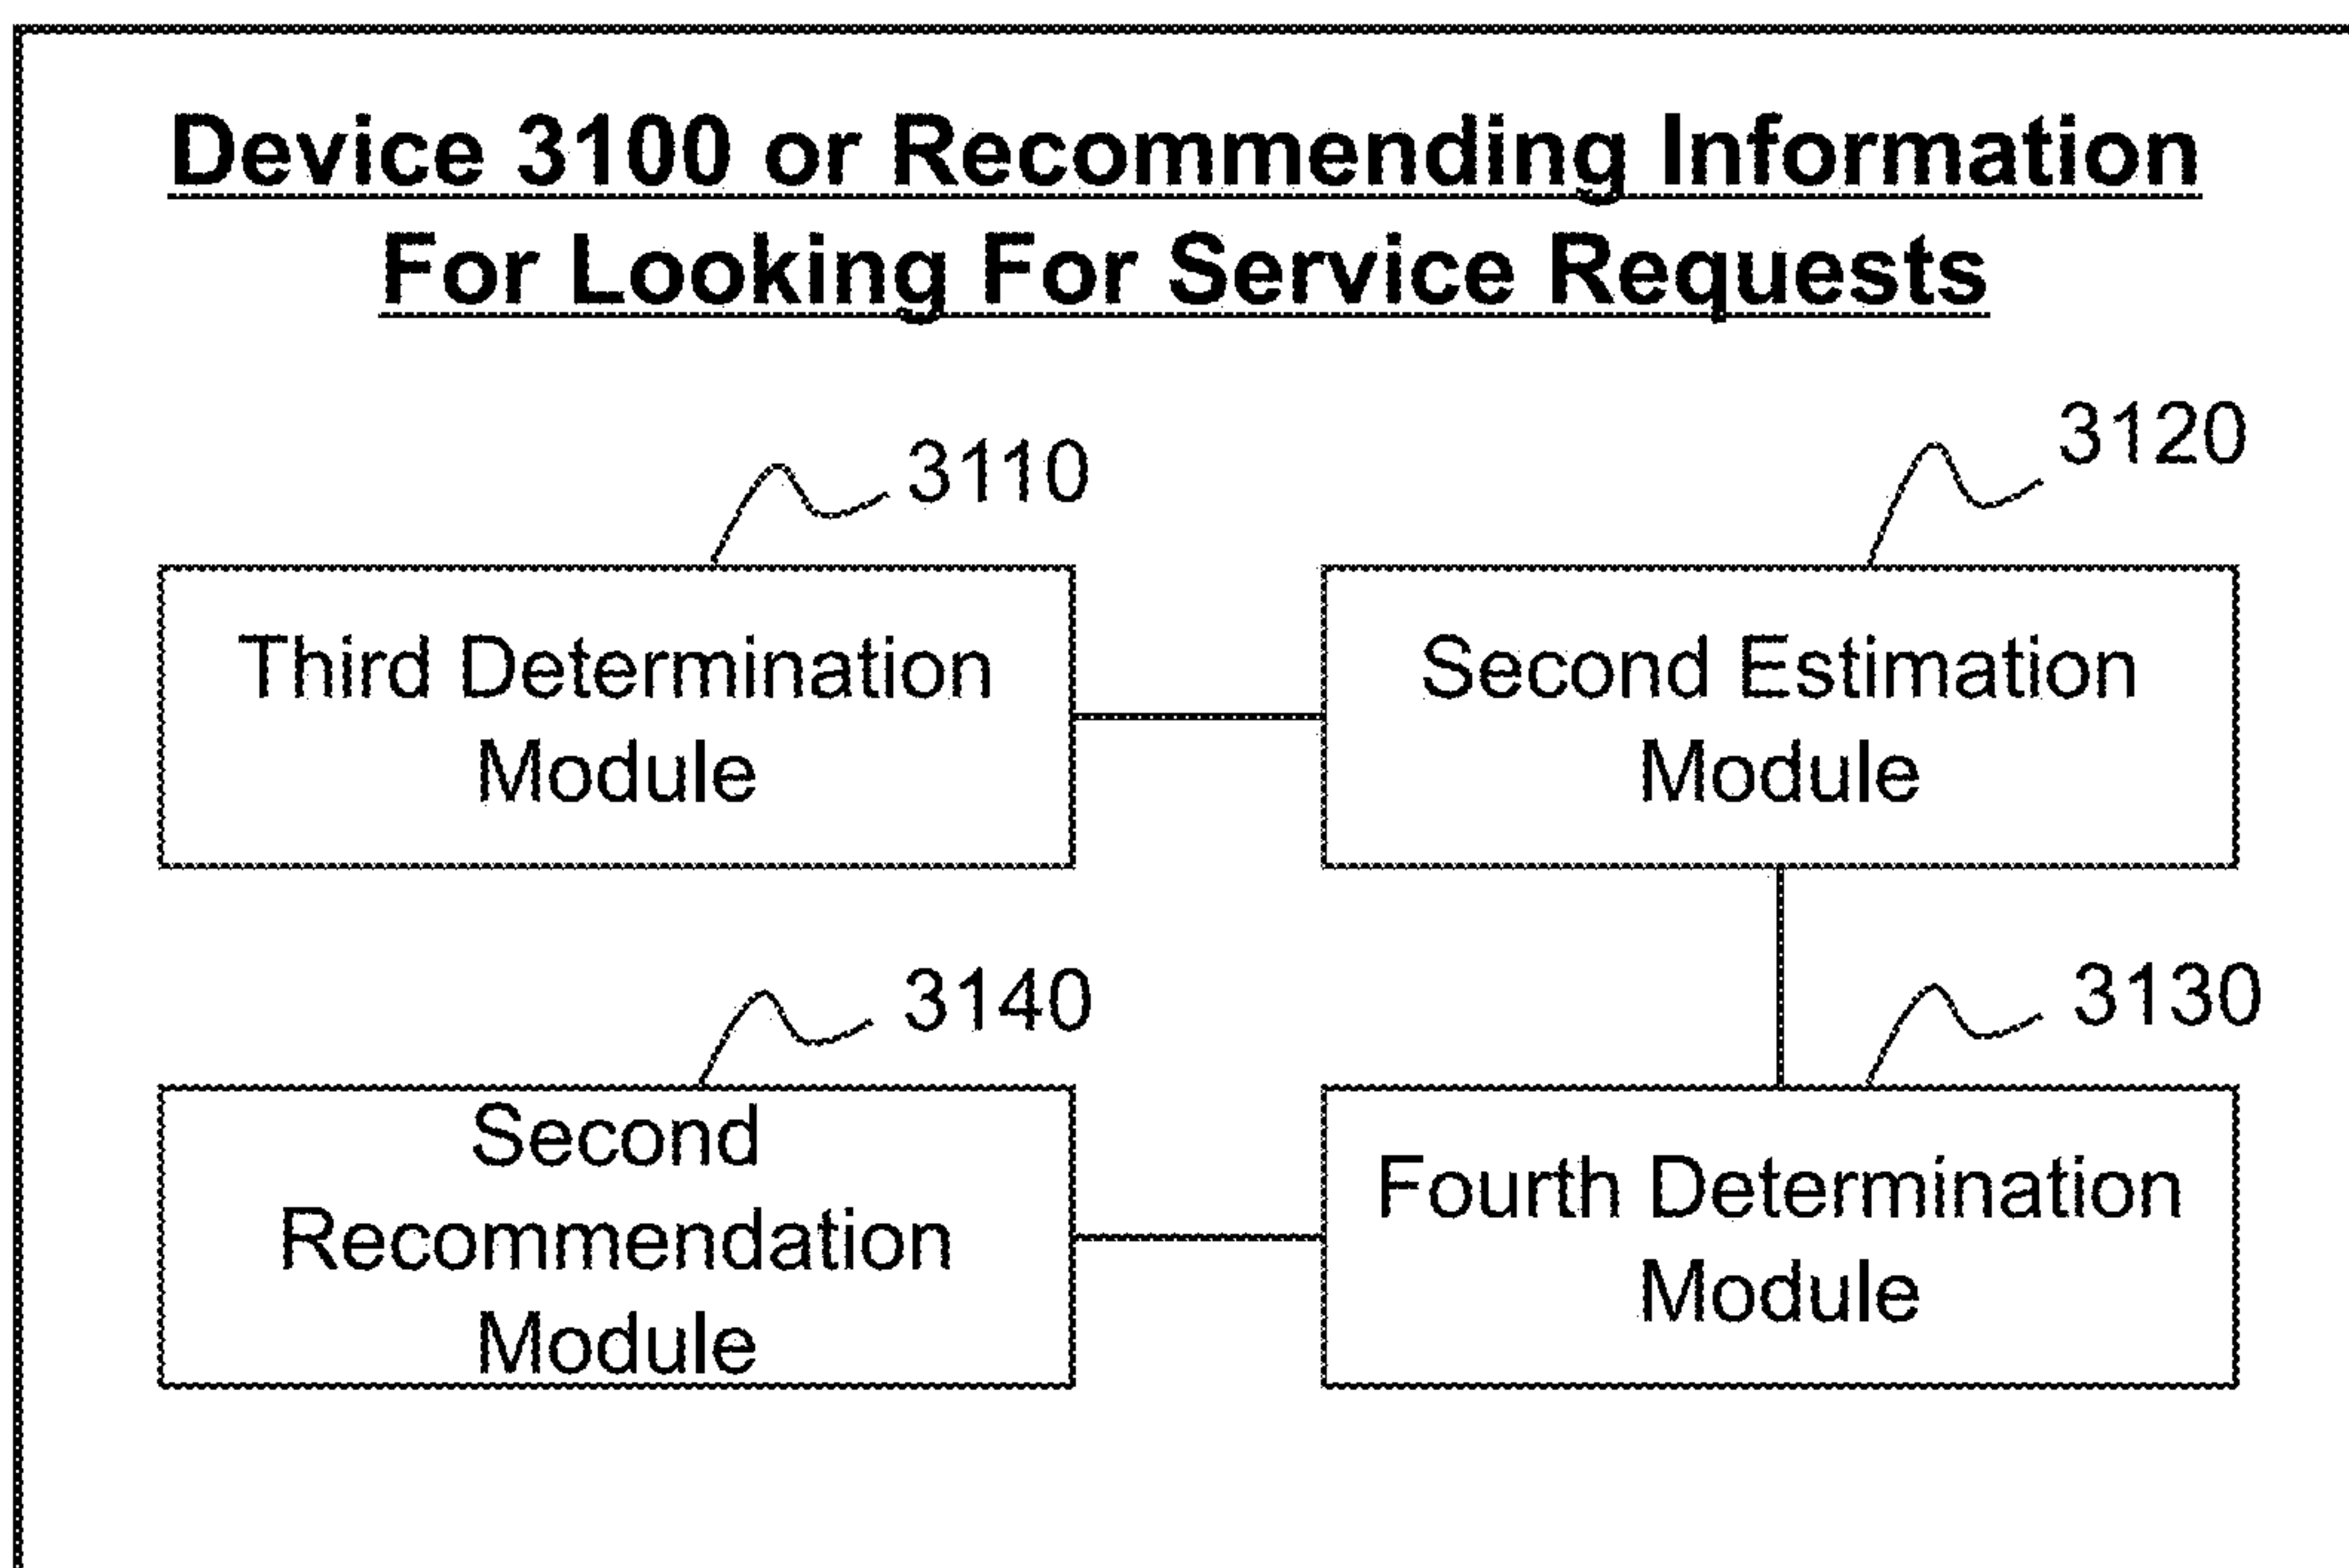 Device 3100 or Recommending Information
For Looking For Service Requests
3110
3120
Third Determination
Module
Second Estimation
Module
3140
3130
Second
Recommendation
Module
Fourth Determination
Module